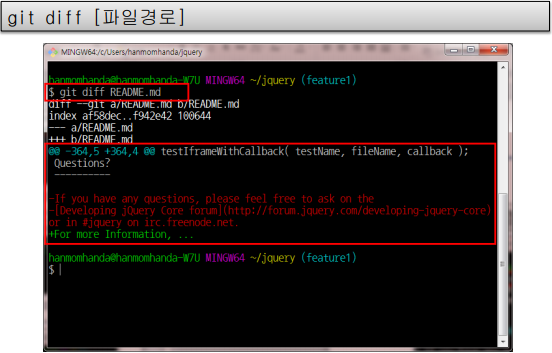 git diff [파일경로]
MINGW64:/c/Users/hanmomhanda/jquery
hanmomhanda@hanmomhanda-W7U MINGW64 ~/jquery (feature1)
$ git diff README.md
diff --git a/README.md b/README.md
index af58dec..f942e42 100644
--- a/README.md
+++ b/README.md
@@ -364,5 +364,4 @@ testIframeWithCallback( testName, fileName, callback );
Questions?
----------
-If you have any questions, please feel free to ask on the
-[Developing jQuery Core forum](http://forum.jquery.com/developing-jquery-core)
or in #jquery on irc.freenode.net.
+For more Information, ...
hanmomhanda@hanmomhanda-W7U MINGW64 ~/jquery (feature1)
$